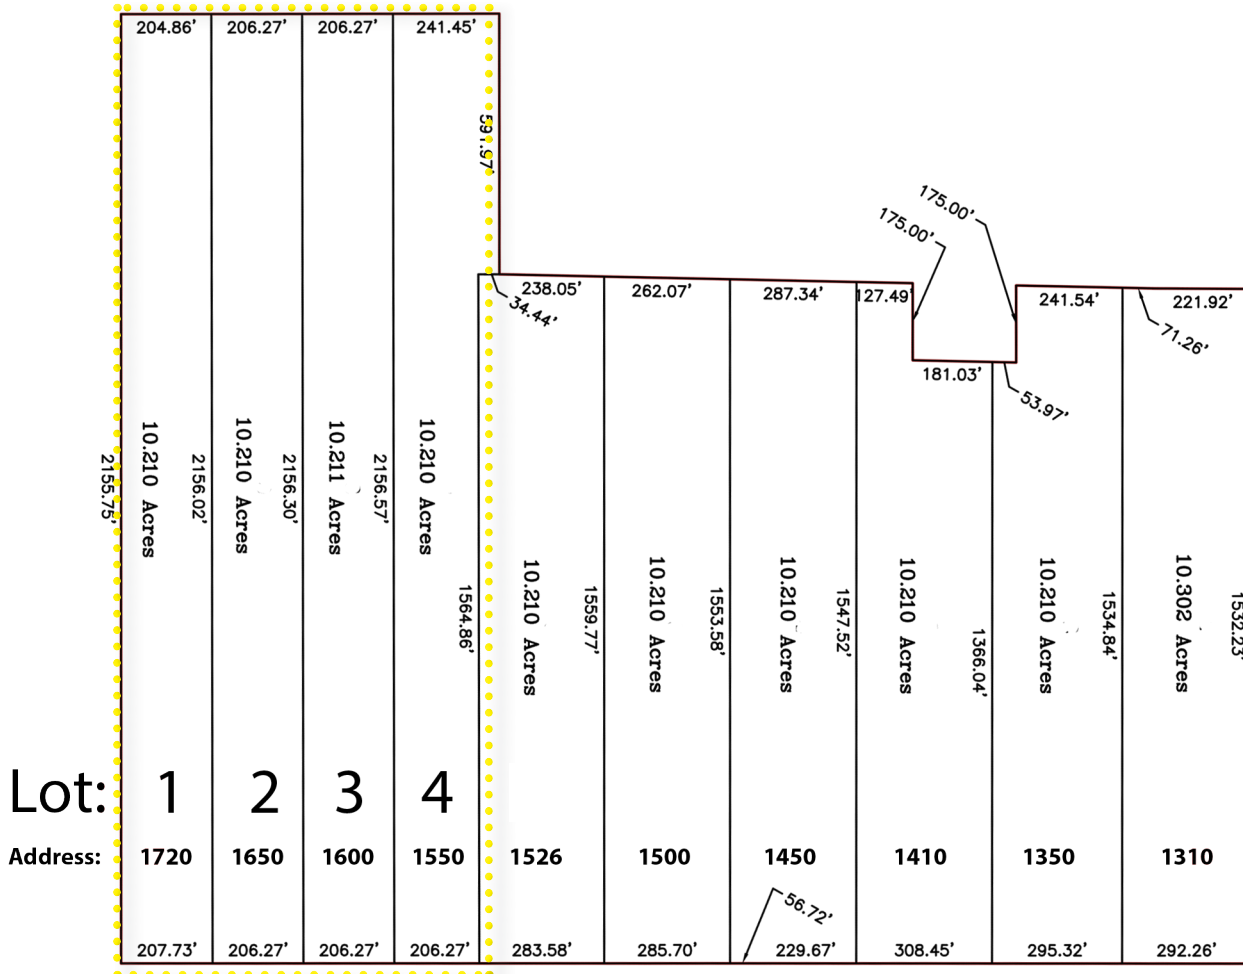 204.86’ 206.27’ 206.27’ 241.45’
591.97’
175.00’
175.00’
238.05’ 262.07’ 287.34’ 127.49’ 241.54’ 221.92’
34.44’
71.26’
181.03’
53.97’
2155.75’
10.210 Acres
2156.02’
10.210 Acres
2156.30’
10.211 Acres
2156.57’
10.210 Acres
1564.86’
10.210 Acres
1559.77’
10.210 Acres
1553.58’
10.210 Acres
1547.52’
10.210 Acres
1366.04’
10.210 Acres
1534.84’
10.302 Acres
1532.23’
Lot: 1 2 3 4
Address: 1720 1650 1600 1550 1526 1500 1450 1410 1350 1310
56.72’
207.73’ 206.27’ 206.27’ 206.27’ 283.58’ 285.70’ 229.67’ 308.45’ 295.32’ 292.26’